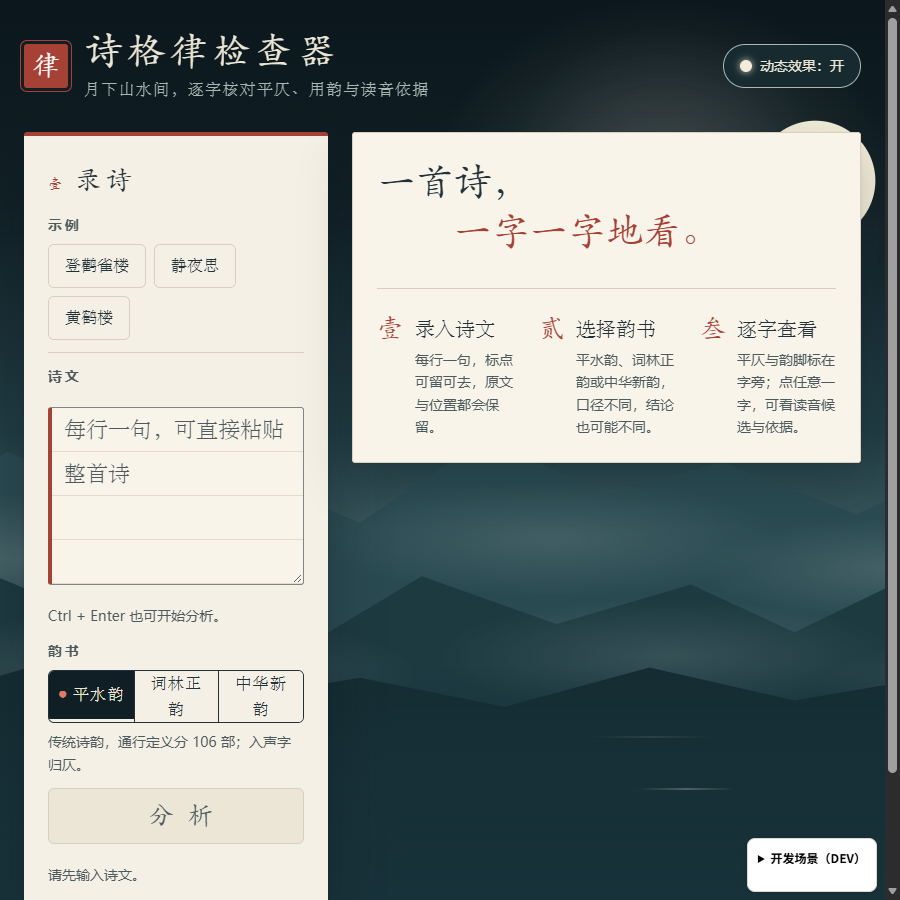 律
诗格律检查器
月下山水间，逐字核对平仄、用韵与读音依据
动态效果：开
壹 录诗
示例
登鹳雀楼
静夜思
黄鹤楼
诗文
每行一句，可直接粘贴
整首诗
Ctrl + Enter 也可开始分析。
韵书
平水韵
词林正
韵
中华新
韵
传统诗韵，通行定义分 106 部；入声字
归仄。
分 析
请先输入诗文。
一首诗，
一字一字地看。
壹 录入诗文
每行一句，标点
可留可去，原文
与位置都会保
留。
贰 选择韵书
平水韵、词林正
韵或中华新韵，
口径不同，结论
也可能不同。
叁 逐字查看
平仄与韵脚标在
字旁；点任意一
字，可看读音候
选与依据。
开发场景（DEV）